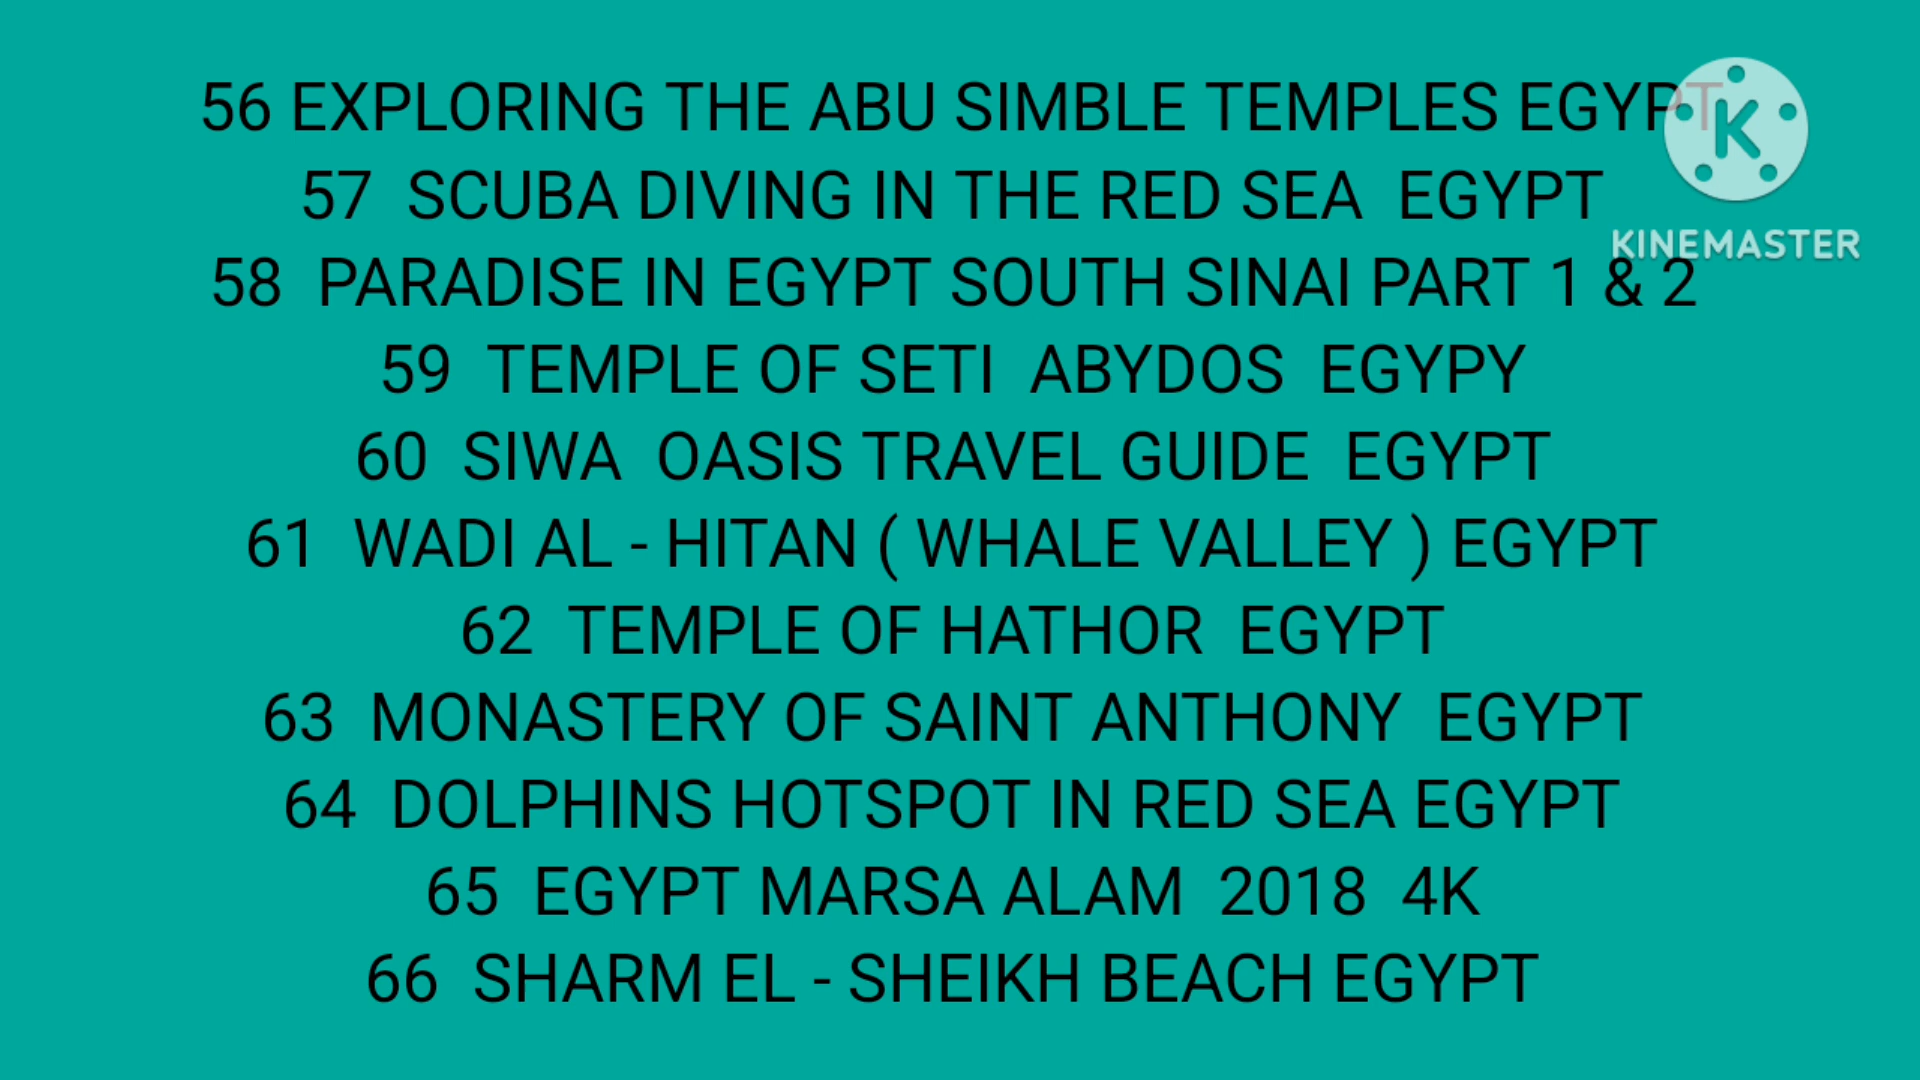 56 EXPLORING THE ABU SIMBLE TEMPLES EGYPT
57 SCUBA DIVING IN THE RED SEA EGYPT
KINEMASTER
58 PARADISE IN EGYPT SOUTH SINAI PART 1 & 2
59 TEMPLE OF SETI ABYDOS EGYPY
60 SIWA OASIS TRAVEL GUIDE EGYPT
61 WADI AL - HITAN ( WHALE VALLEY ) EGYPT
62 TEMPLE OF HATHOR EGYPT
63 MONASTERY OF SAINT ANTHONY EGYPT
64 DOLPHINS HOTSPOT IN RED SEA EGYPT
65 EGYPT MARSA ALAM 2018 4K
66 SHARM EL - SHEIKH BEACH EGYPT